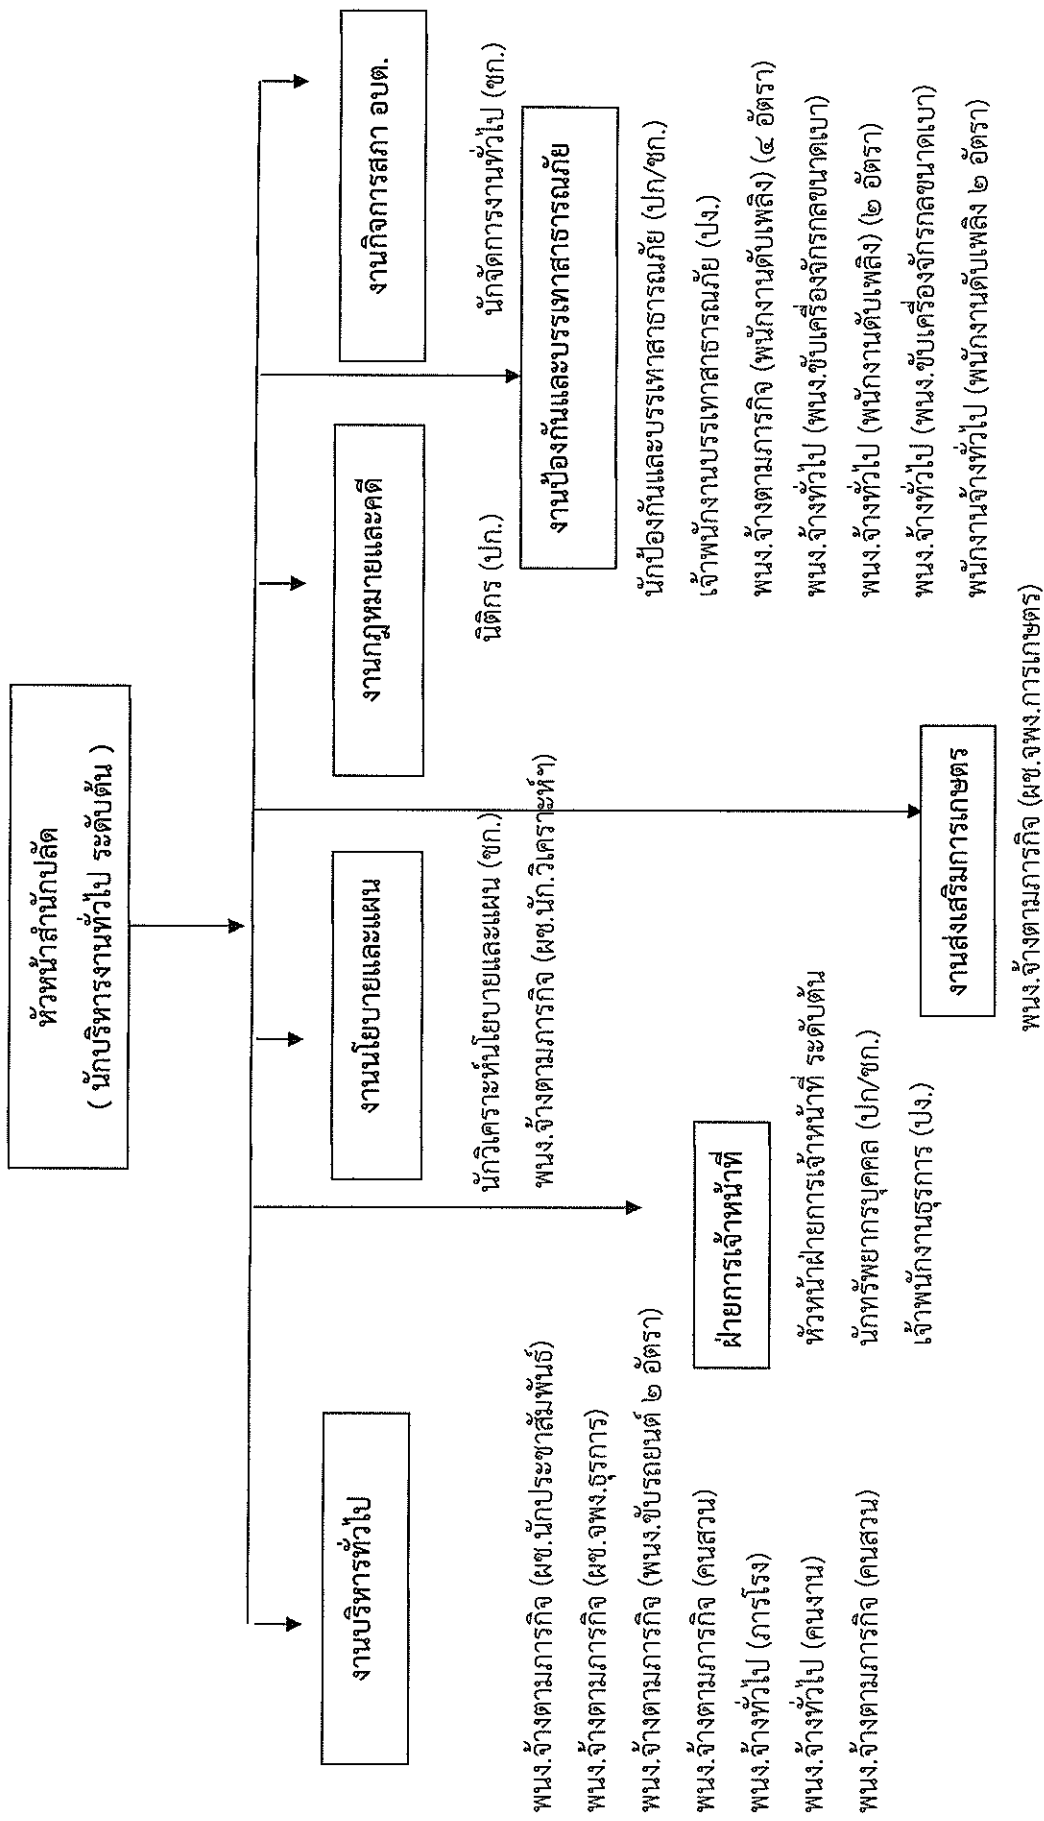 หัวหน้าสำนักปลัด
( นักบริหารงานทั่วไป ระดับต้น )
งานบริหารทั่วไป
พนง.จ้างตามภารกิจ (ผช.นักประชาสัมพันธ์)
พนง.จ้างตามภารกิจ (ผช.จพง.ธุรการ)
พนง.จ้างตามภารกิจ (พนง.ขับรถยนต์ ๒ อัตรา)
พนง.จ้างตามภารกิจ (คนสวน)
พนง.จ้างทั่วไป (ภารโรง)
พนง.จ้างทั่วไป (คนงาน)
พนง.จ้างตามภารกิจ (คนสวน)
ฝ่ายการเจ้าหน้าที่
หัวหน้าฝ่ายการเจ้าหน้าที่ ระดับต้น
นักทรัพยากรบุคคล (ปก/ชก.)
เจ้าพนักงานธุรการ (ปง.)
งานนโยบายและแผน
นักวิเคราะห์นโยบายและแผน (ชก.)
พนง.จ้างตามภารกิจ (ผช.นัก.วิเคราะห์ฯ)
งานส่งเสริมการเกษตร
พนง.จ้างตามภารกิจ (ผช.จพง.การเกษตร)
งานกฎหมายและคดี
นิติกร (ปก.)
งานป้องกันและบรรเทาสาธารณภัย
นักป้องกันและบรรเทาสาธารณภัย (ปก/ชก.)
เจ้าพนักงานบรรเทาสาธารณภัย (ปง.)
พนง.จ้างตามภารกิจ (พนักงานดับเพลิง) (๔ อัตรา)
พนง.จ้างทั่วไป (พนง.ขับเครื่องจักรกลขนาดเบา)
พนง.จ้างทั่วไป (พนักงานดับเพลิง) (๒ อัตรา)
พนง.จ้างทั่วไป (พนง.ขับเครื่องจักรกลขนาดเบา)
พนักงานจ้างทั่วไป (พนักงานดับเพลิง ๒ อัตรา)
งานกิจการสภา อบต.
นักจัดการงานทั่วไป (ชก.)